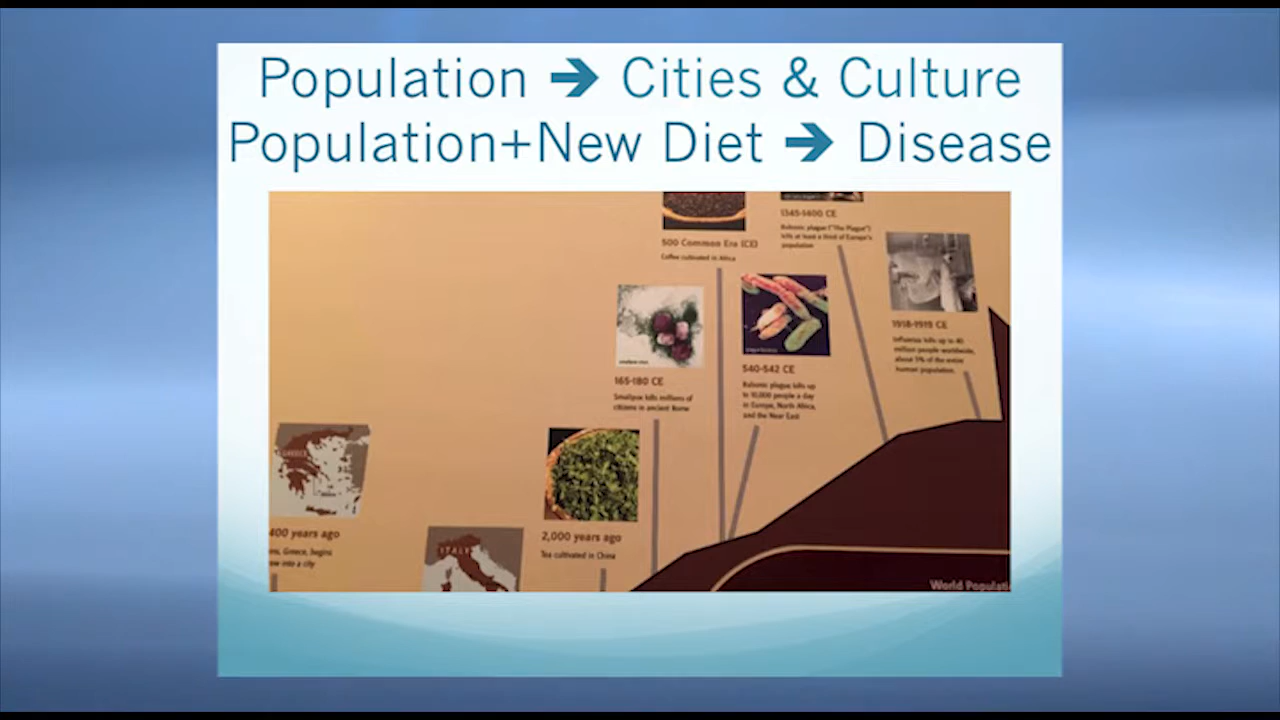 Population → Cities & Culture
Population+New Diet → Disease
1345-1400 CE
Bubonic plague ("The Plague")
kills at least a third of Europe's
population
500 Common Era (CE)
Coffee cultivated in Africa
1918-1919 CE
Influenza kills up to 40
million people worldwide,
about 5% of the entire
human population.
540-542 CE
Bubonic plague kills up
to 10,000 people a day
in Europe, North Africa,
and the Near East
smallpox virus
165-180 CE
Smallpox kills millions of
citizens in ancient Rome
GREECE
400 years ago
Greece, begins
into a city
ITALY
2,000 years ago
Tea cultivated in China
World Populati